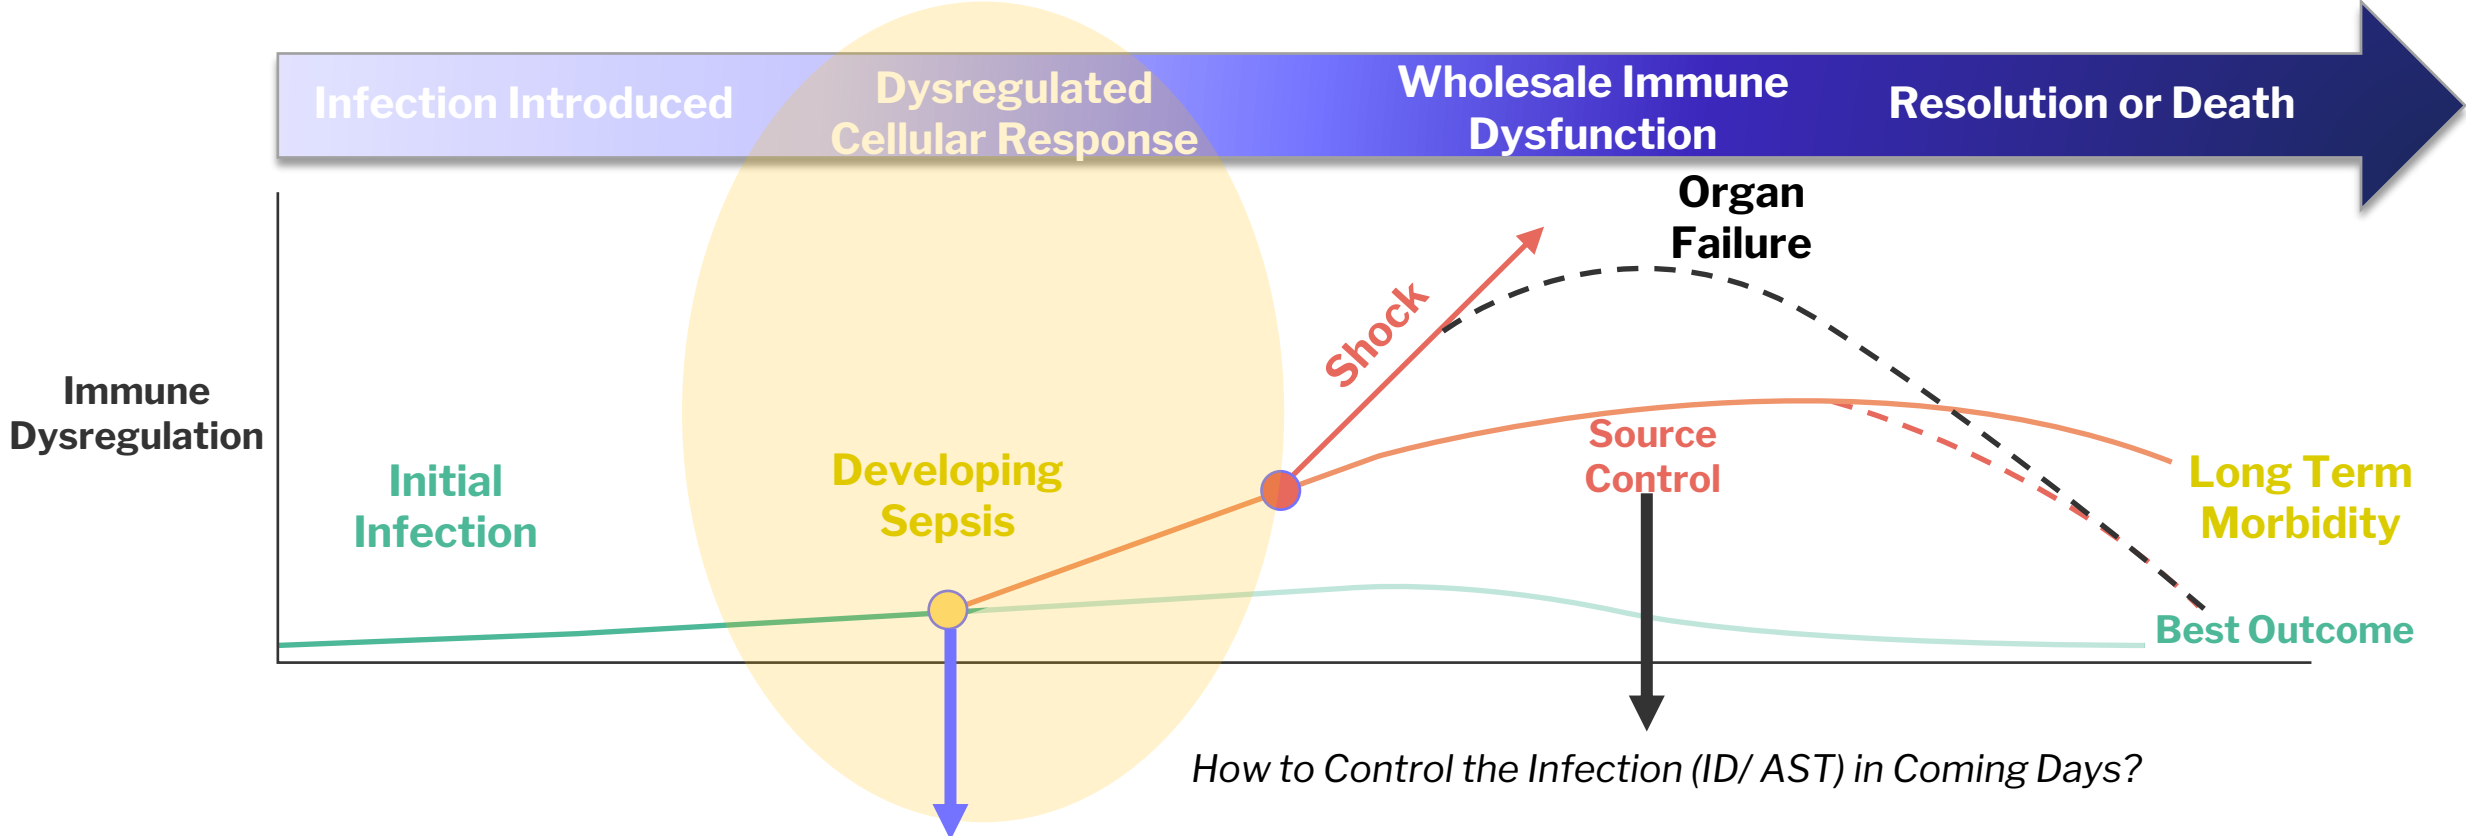 Infection Introduced
Dysregulated
Cellular Response
Wholesale Immune
Dysfunction
Resolution or Death
Organ
Failure
Shock
Immune
Dysregulation
Initial
Infection
Developing
Sepsis
Source
Control
Long Term
Morbidity
Best Outcome
How to Control the Infection (ID/ AST) in Coming Days?